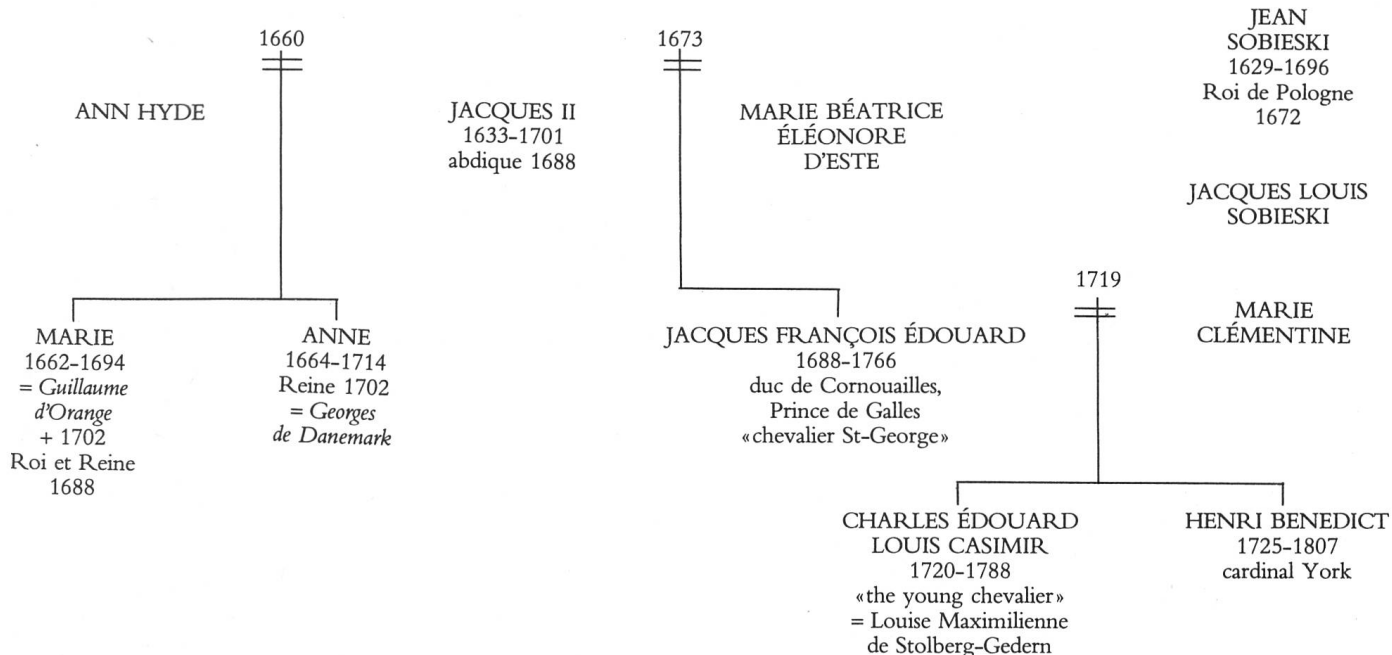 1660
1673
JEAN
SOBIESKI
1629-1696
Roi de Pologne
1672
ANN HYDE
JACQUES II
1633-1701
abdique 1688
MARIE BÉATRICE
ÉLÉONORE
D'ESTE
JACQUES LOUIS
SOBIESKI
1719
MARIE
CLÉMENTINE
MARIE
1662-1694
= Guillaume
d'Orange
+ 1702
Roi et Reine
1688
ANNE
1664-1714
Reine 1702
= Georges
de Danemark
JACQUES FRANÇOIS ÉDOUARD
1688-1766
duc de Cornouailles,
Prince de Galles
«chevalier St-George»
CHARLES ÉDOUARD
LOUIS CASIMIR
1720-1788
«the young chevalier»
= Louise Maximilienne
de Stolberg-Gedern
HENRI BENEDICT
1725-1807
cardinal York